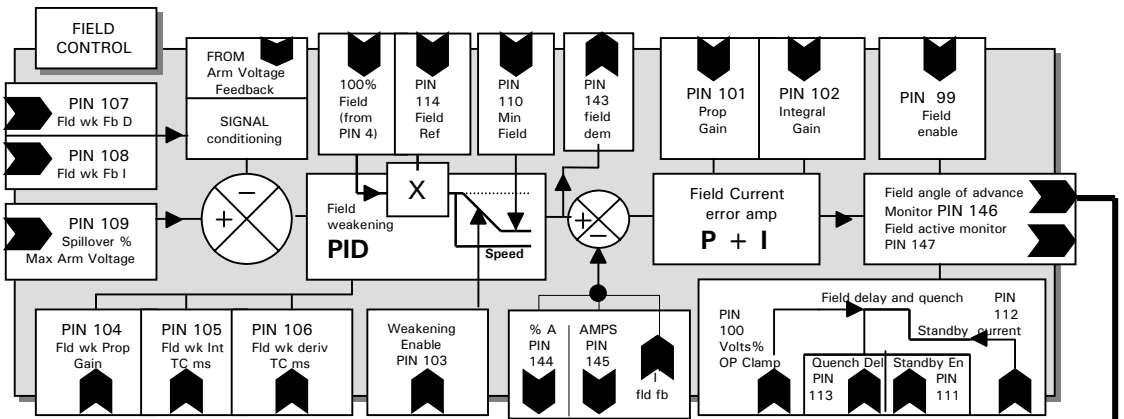 FIELD
CONTROL
FROM
Arm Voltage
Feedback
SIGNAL
conditioning
100%
Field
(from
PIN 4)
PIN
114
Field
Ref
PIN
110
Min
Field
PIN
143
field
dem
PIN 101
Prop
Gain
PIN 102
Integral
Gain
PIN 99
Field
enable
PIN 107
Fld wk Fb D
PIN 108
Fld wk Fb I
PIN 109
Spillover %
Max Arm Voltage
+
−
Field
weakening
PID
X
Speed
+
−
Field Current
error amp
P + I
Field angle of advance
Monitor PIN 146
Field active monitor
PIN 147
PIN 104
Fld wk Prop
Gain
PIN 105
Fld wk Int
TC ms
PIN 106
Fld wk deriv
TC ms
Weakening
Enable
PIN 103
% A
PIN
144
AMPS
PIN
145
I
fld fb
Field delay and quench
PIN
100
Volts%
OP Clamp
PIN
112
Standby current
Quench Del
PIN
113
Standby En
PIN
111